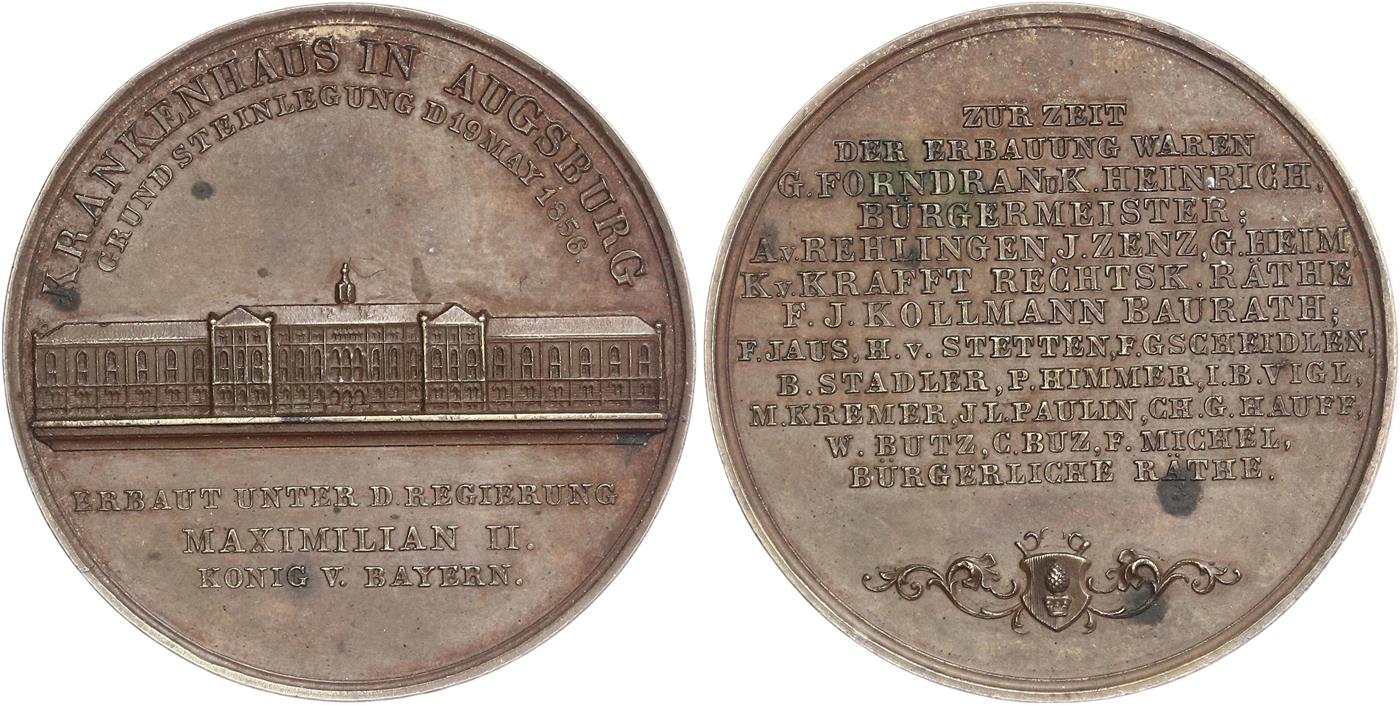 KRANKENHAUS IN AUGSBURG
GRUNDSTEINLEGUNG D 19 MAY 1856.
ERBAUT UNTER D. REGIERUNG
MAXIMILIAN II.
KONIG V. BAYERN.
ZUR ZEIT
DER ERBAUUNG WAREN
G. FORNDRAN U K. HEINRICH,
BÜRGERMEISTER;
A. v. REHLINGEN, J. ZENZ, G. HEIM
K. v. KRAFFT RECHTSK. RÄTHE
F. J. KOLLMANN BAURATH;
F. JAUS, H. v. STETTEN, F. GSCHEIDLEN,
B. STADLER, P. HIMMER, I. B. VIGL,
M. KREMER, J L. PAULIN, CH. G. HAUFF,
W. BUTZ, C. BUZ, F. MICHEL,
BÜRGERLICHE RÄTHE.